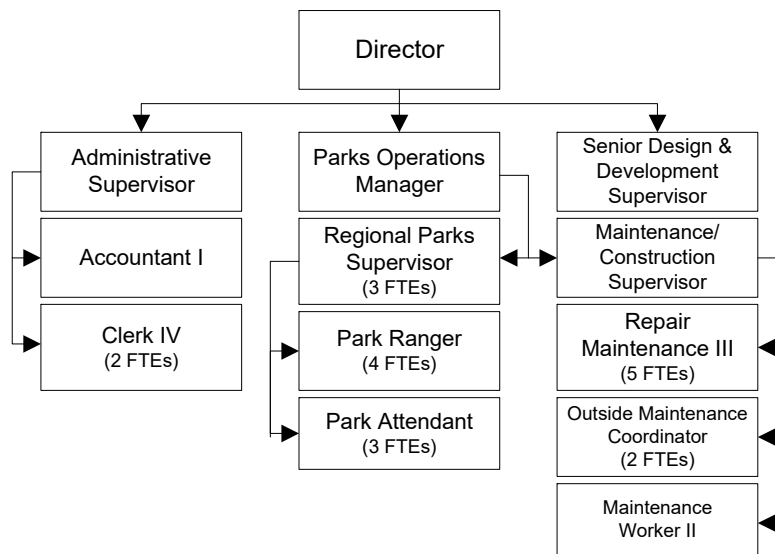 Director
Administrative
Supervisor
Accountant I
Clerk IV
(2 FTEs)
Parks Operations
Manager
Regional Parks
Supervisor
(3 FTEs)
Park Ranger
(4 FTEs)
Park Attendant
(3 FTEs)
Senior Design &
Development
Supervisor
Maintenance/
Construction
Supervisor
Repair
Maintenance III
(5 FTEs)
Outside Maintenance
Coordinator
(2 FTEs)
Maintenance
Worker II